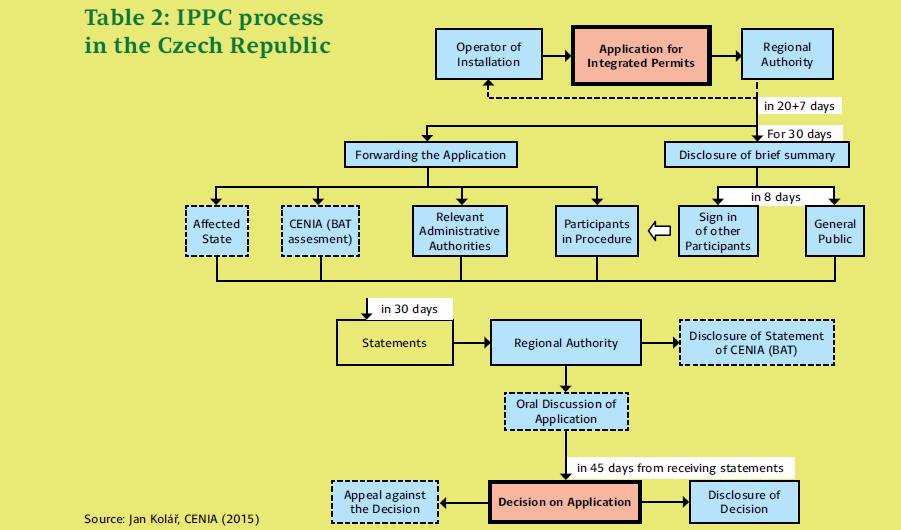 Table 2: IPPC process
in the Czech Republic
Operator of
Installation
Application for
Integrated Permits
Regional
Authority
in 20+7 days
For 30 days
Forwarding the Application
Disclosure of brief summary
in 8 days
Affected
State
CENIA (BAT
assesment)
Relevant
Administrative
Authorities
Participants
in Procedure
Sign in
of other
Participants
General
Public
in 30 days
Statements
Regional Authority
Disclosure of Statement
of CENIA (BAT)
Oral Discussion of
Application
in 45 days from receiving statements
Appeal against
the Decision
Decision on Application
Disclosure of
Decision
Source: Jan Kolář, CENIA (2015)